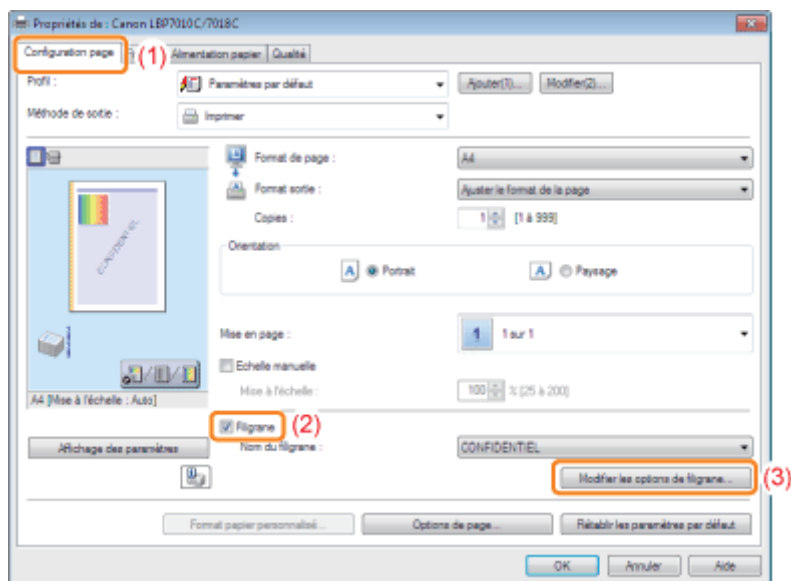 Propriétés de : Canon LBP7010C/7018C
Configuration page (1) Alimentation papier Qualité
Profil : Paramètres par défaut Ajouter(1)... Modifier(2)...
Méthode de sortie : Imprimer
Format de page : A4
Format sortie : Ajuster le format de la page
Copies : 1 [1 à 999]
Orientation
A Portrait A Paysage
CONFIDENTIEL
Mise en page : 1 1 sur 1
Echelle manuelle
Mise à l'échelle : 100 % [25 à 200]
A4 [Mise à l'échelle : Auto]
Filigrane (2)
Affichage des paramètres Nom du filigrane : CONFIDENTIEL
Modifier les options de filigrane... (3)
Format papier personnalisé... Options de page... Rétablir les paramètres par défaut
OK Annuler Aide